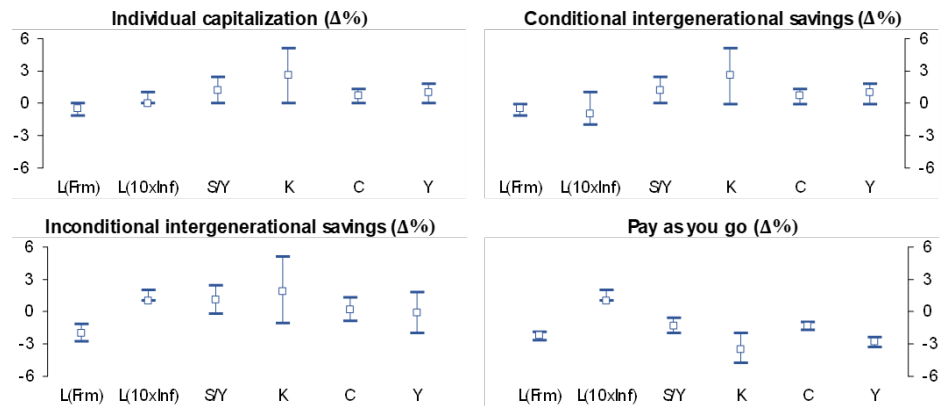 Individual capitalization (Δ%)
6
3
0
-3
-6
L(Frm) L(10xInf) S/Y K C Y
Conditional intergenerational savings (Δ%)
6
3
0
-3
-6
L(Frm) L(10xInf) S/Y K C Y
Inconditional intergenerational savings (Δ%)
6
3
0
-3
-6
L(Frm) L(10xInf) S/Y K C Y
Pay as you go (Δ%)
6
3
0
-3
-6
L(Frm) L(10xInf) S/Y K C Y